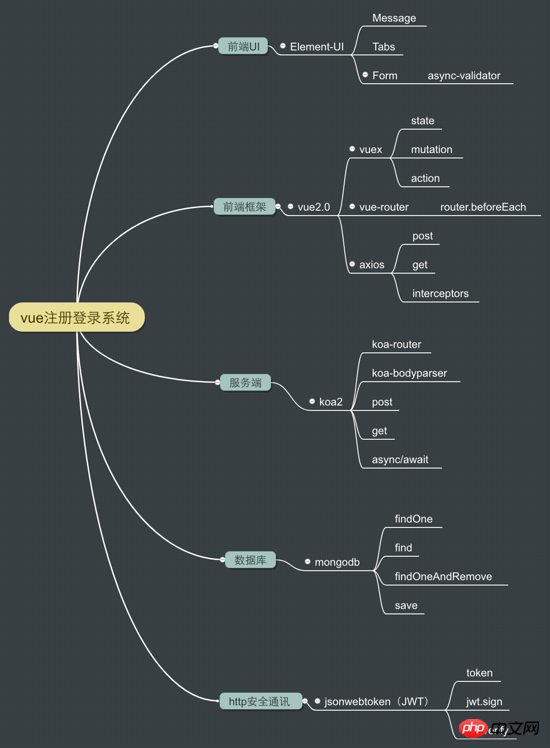 Message
前端UI
Element-UI
Tabs
Form
async-validator
state
vuex
mutation
action
前端框架
vue2.0
vue-router
router.beforeEach
post
axios
get
interceptors
vue注册登录系统
koa-router
koa-bodyparser
服务端
koa2
post
get
async/await
findOne
find
数据库
mongodb
findOneAndRemove
save
token
http安全通讯
jsonwebtoken（JWT）
jwt.sign
php 中文网